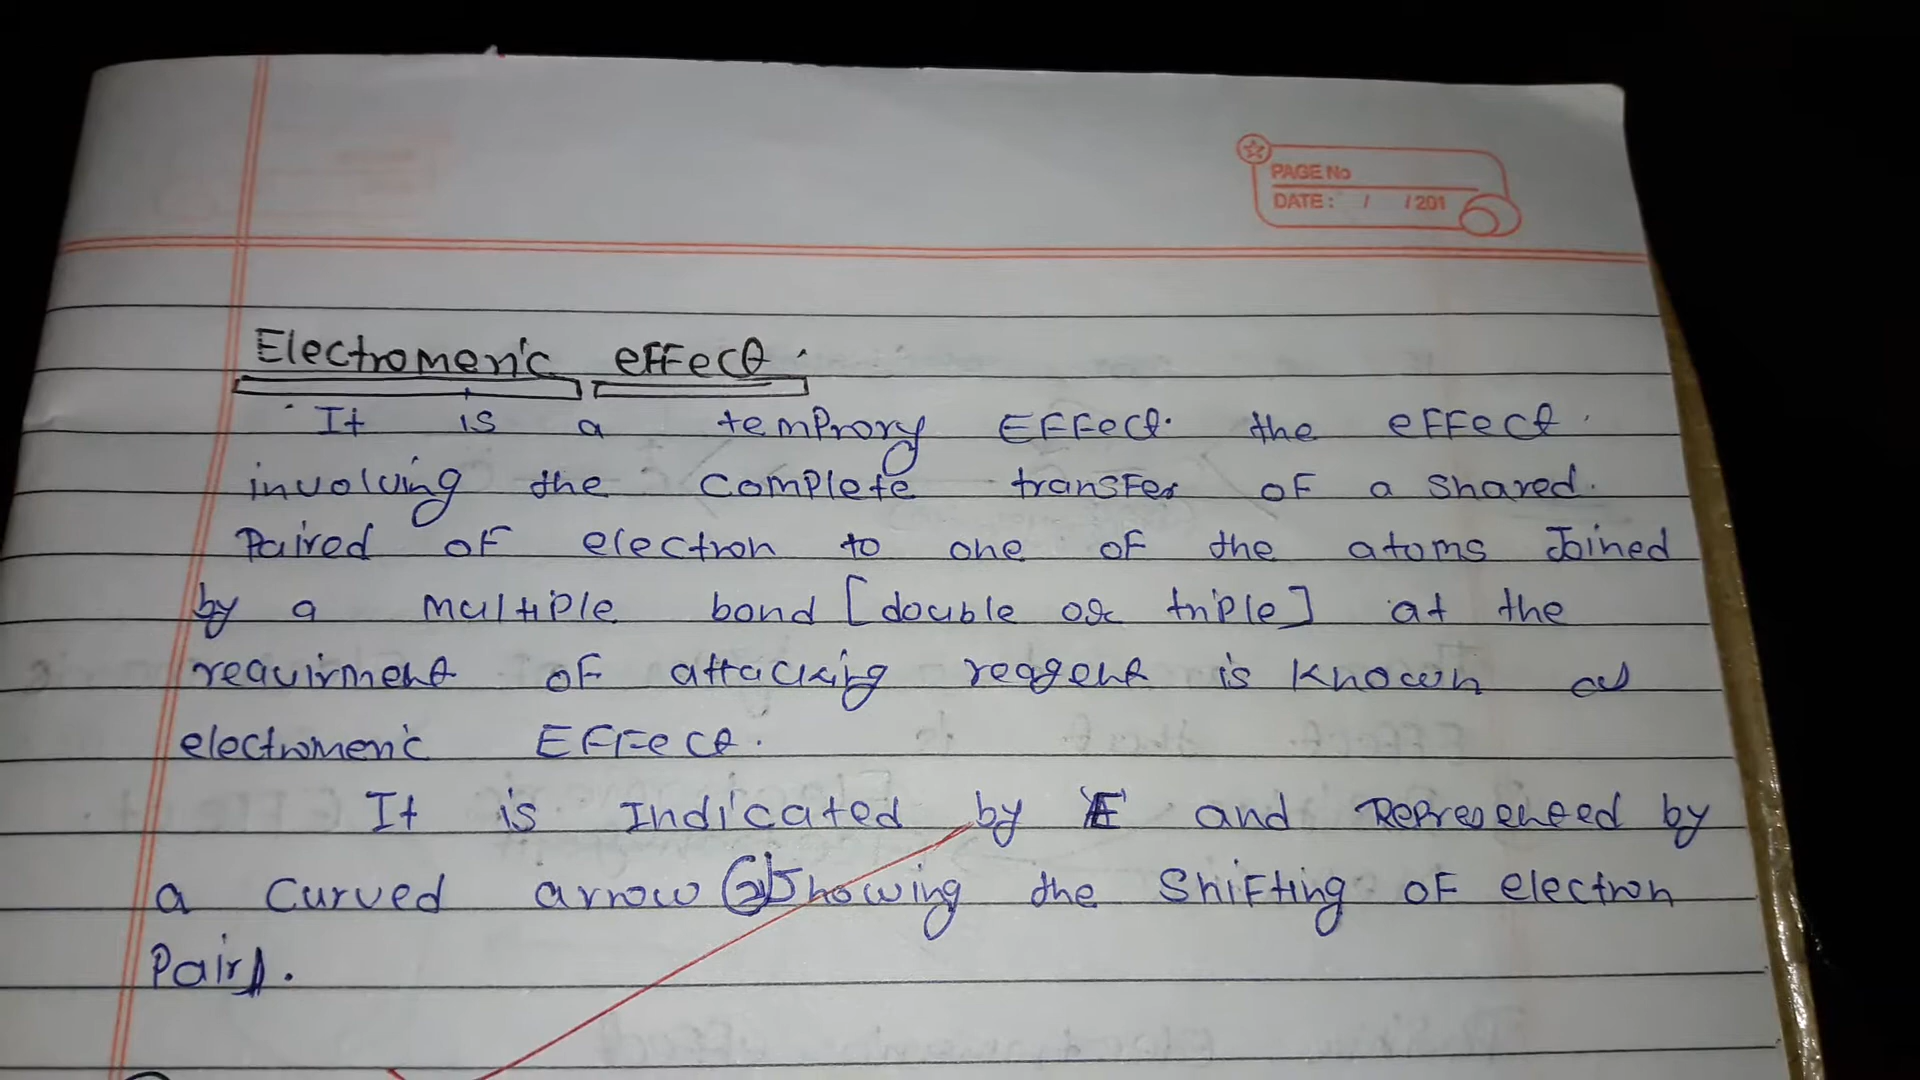 PAGE No
DATE: / /201
Electromeric effect.
It is a temprory Effect. the effect
involving the complete transfer of a shared.
Paired of electron to one of the atoms Joined
by a multiple bond [double or triple] at the
requirment of attacking reagent is known as
electromeric Effect.
It is Indicated by E and Represented by
a curved arrow showing the Shifting of electron
Pair.